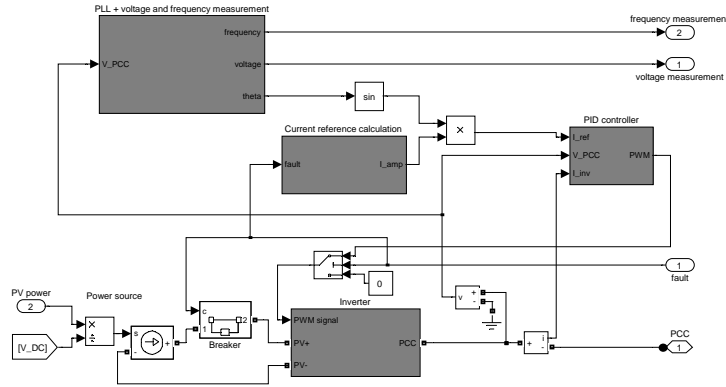 PLL + voltage and frequency measurement
frequency measuremen
frequency
2
V_PCC
voltage
1
voltage measurement
theta
sin
Current reference calculation
×
PID controller
I_ref
fault
I_amp
V_PCC
PWM
I_inv
1
fault
0
PV power
2
Power source
Inverter
v
+
-
c
PWM signal
×
÷
s
1
2
+
-
Breaker
[V_DC]
PV+
PCC
+
i
-
PCC
1
PV-